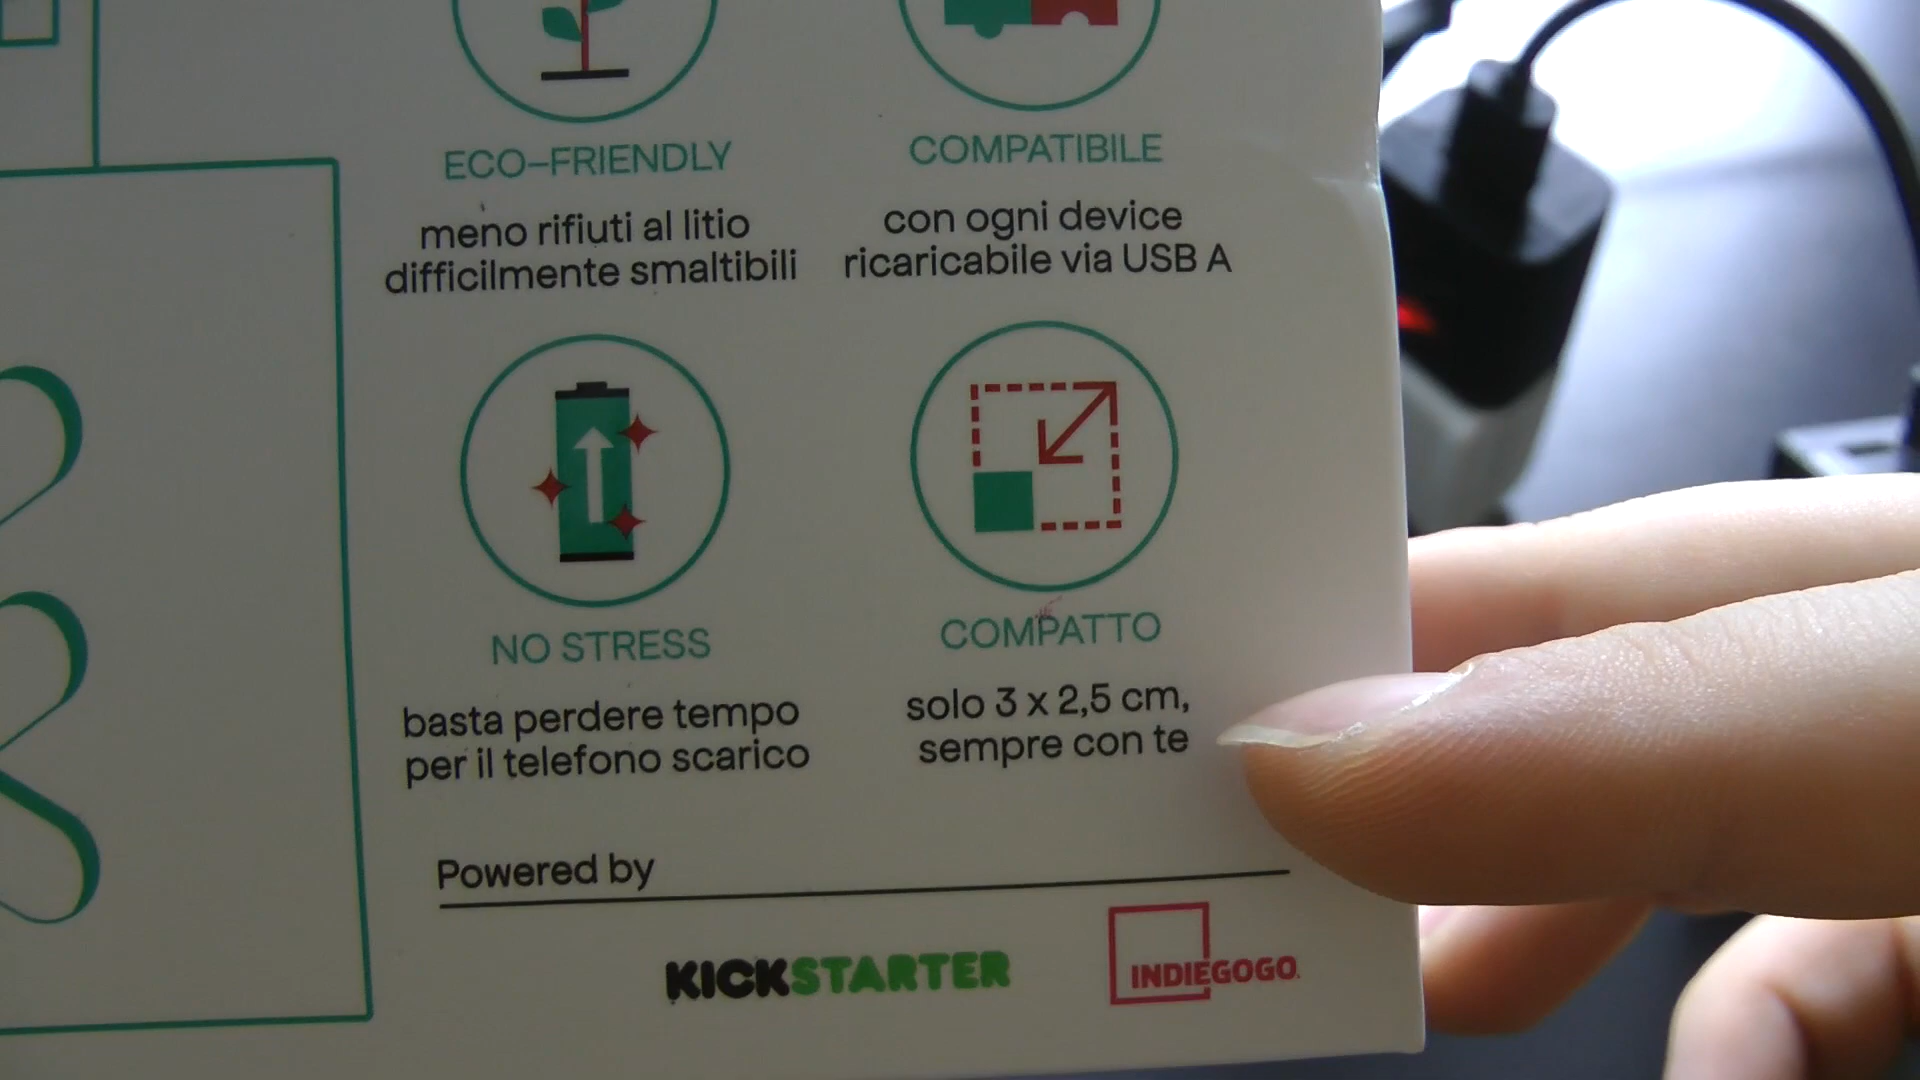 ECO-FRIENDLY
meno rifiuti al litio
difficilmente smaltibili
COMPATIBILE
con ogni device
ricaricabile via USB A
NO STRESS
basta perdere tempo
per il telefono scarico
COMPATTO
solo 3 x 2,5 cm,
sempre con te
Powered by
KICKSTARTER
INDIEGOGO.